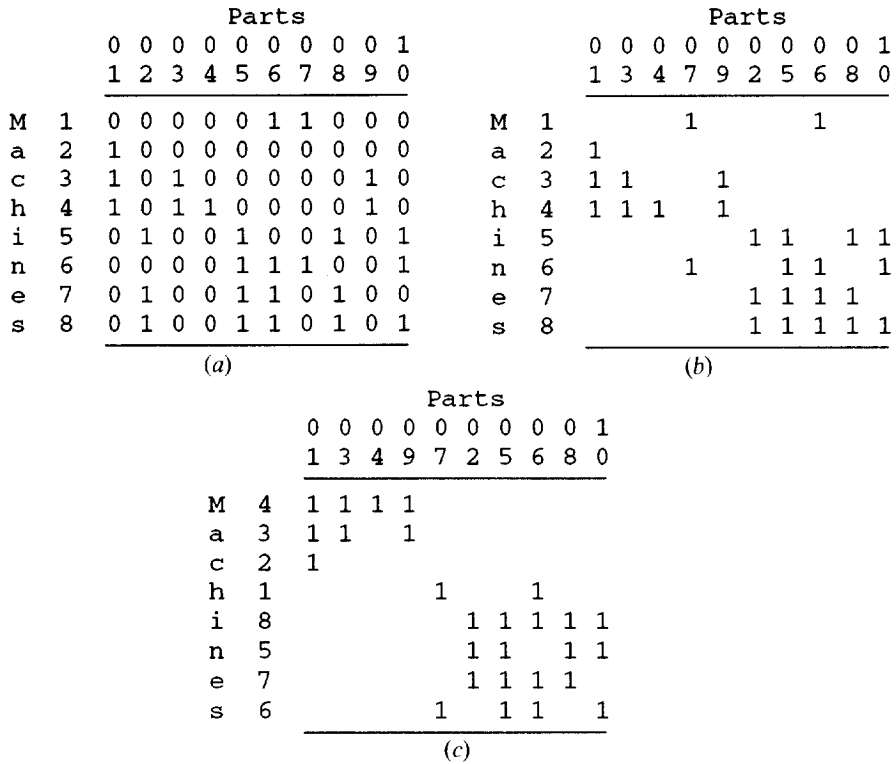 Parts
0 0 0 0 0 0 0 0 0 1
1 2 3 4 5 6 7 8 9 0
M 1 0 0 0 0 0 1 1 0 0 0
a 2 1 0 0 0 0 0 0 0 0 0
c 3 1 0 1 0 0 0 0 0 1 0
h 4 1 0 1 1 0 0 0 0 1 0
i 5 0 1 0 0 1 0 0 1 0 1
n 6 0 0 0 0 1 1 1 0 0 1
e 7 0 1 0 0 1 1 0 1 0 0
s 8 0 1 0 0 1 1 0 1 0 1
(a)
Parts
0 0 0 0 0 0 0 0 0 1
1 3 4 7 9 2 5 6 8 0
M 1 1 1
a 2 1
c 3 1 1 1
h 4 1 1 1 1
i 5 1 1 1 1
n 6 1 1 1 1
e 7 1 1 1 1
s 8 1 1 1 1 1
(b)
Parts
0 0 0 0 0 0 0 0 0 1
1 3 4 9 7 2 5 6 8 0
M 4 1 1 1 1
a 3 1 1 1
c 2 1
h 1 1 1
i 8 1 1 1 1 1
n 5 1 1 1 1
e 7 1 1 1 1
s 6 1 1 1 1
(c)